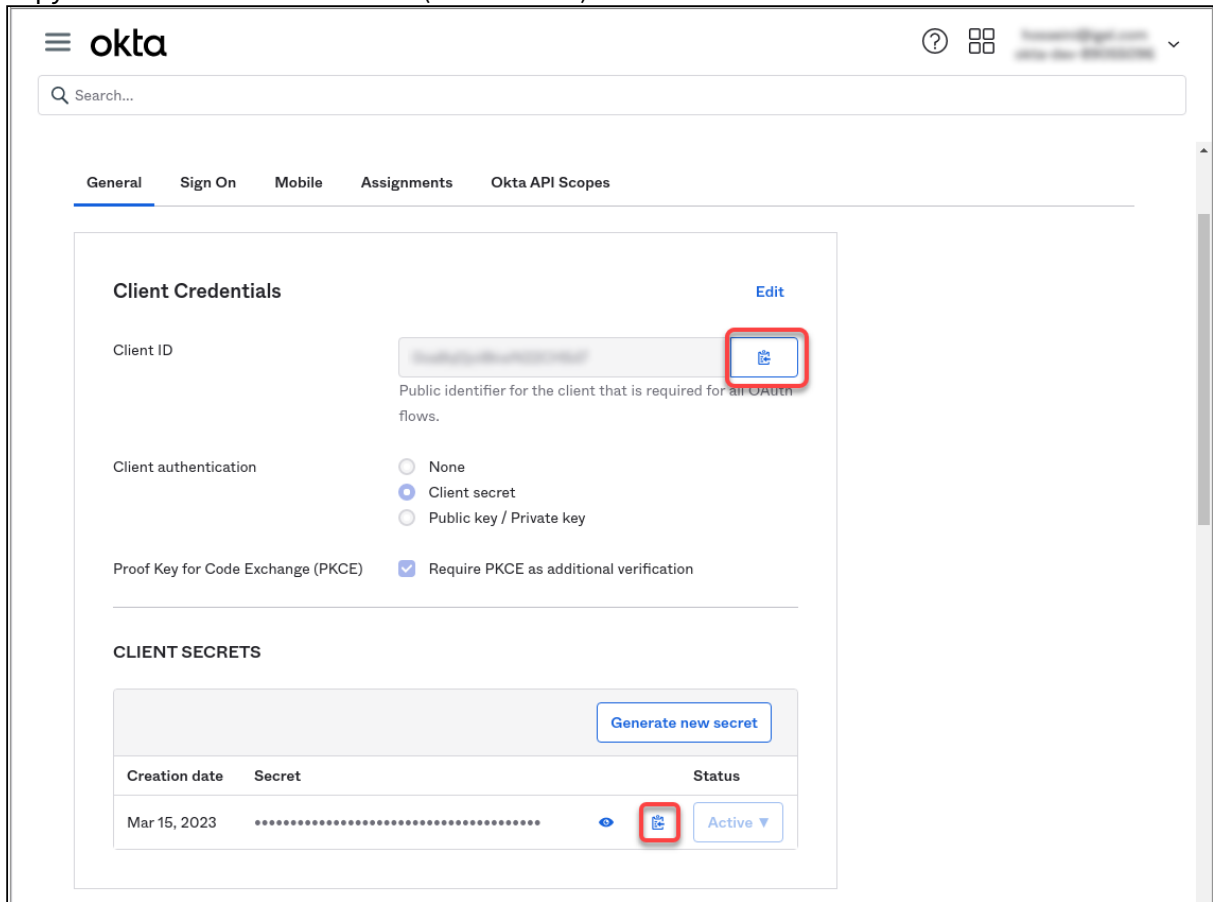 okta
Search...
General Sign On Mobile Assignments Okta API Scopes
Client Credentials Edit
Client ID
Public identifier for the client that is required for all OAuth
flows.
Client authentication None
Client secret
Public key / Private key
Proof Key for Code Exchange (PKCE) Require PKCE as additional verification
CLIENT SECRETS
Generate new secret
Creation date Secret Status
Mar 15, 2023 •••••••••••••••••••••••••••••••••••••••• Active ▼